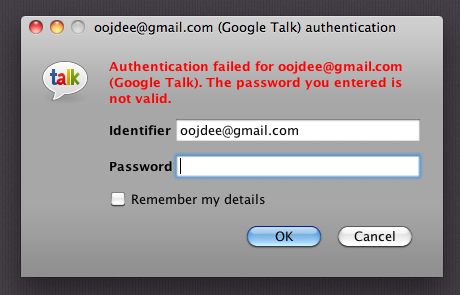 oojdee@gmail.com (Google Talk) authentication
talk
Authentication failed for oojdee@gmail.com
(Google Talk). The password you entered is
not valid.
Identifier oojdee@gmail.com
Password
Remember my details
OK Cancel